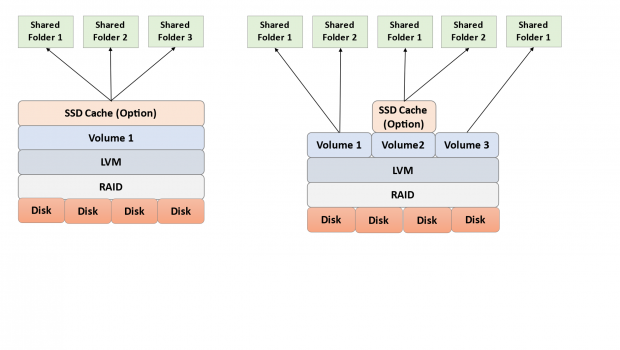 Shared
Folder 1
Shared
Folder 2
Shared
Folder 3
SSD Cache (Option)
Volume 1
LVM
RAID
Disk
Disk
Disk
Disk
Shared
Folder 1
Shared
Folder 2
Shared
Folder 1
Shared
Folder 2
Shared
Folder 1
SSD Cache
(Option)
Volume 1
Volume2
Volume 3
LVM
RAID
Disk
Disk
Disk
Disk